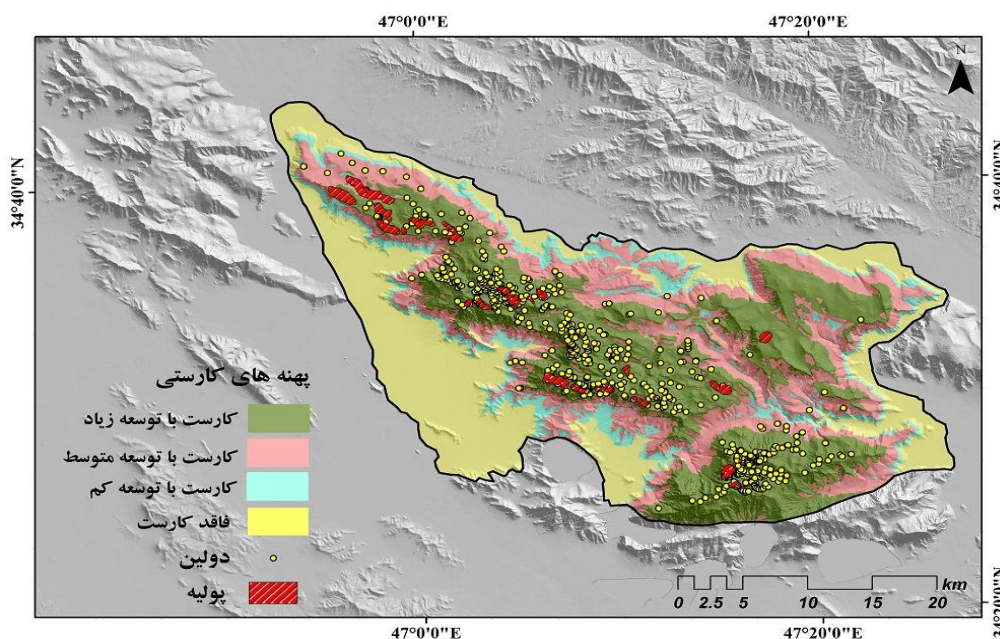 47°0'0"E
47°20'0"E
N
34°40'0"N
34°40'0"N
پهنه های کارستی
کارست با توسعه زیاد
کارست با توسعه متوسط
کارست با توسعه کم
فاقد کارست
دولین
پولیه
km
0 2.5 5 10 15 20
47°0'0"E
47°20'0"E